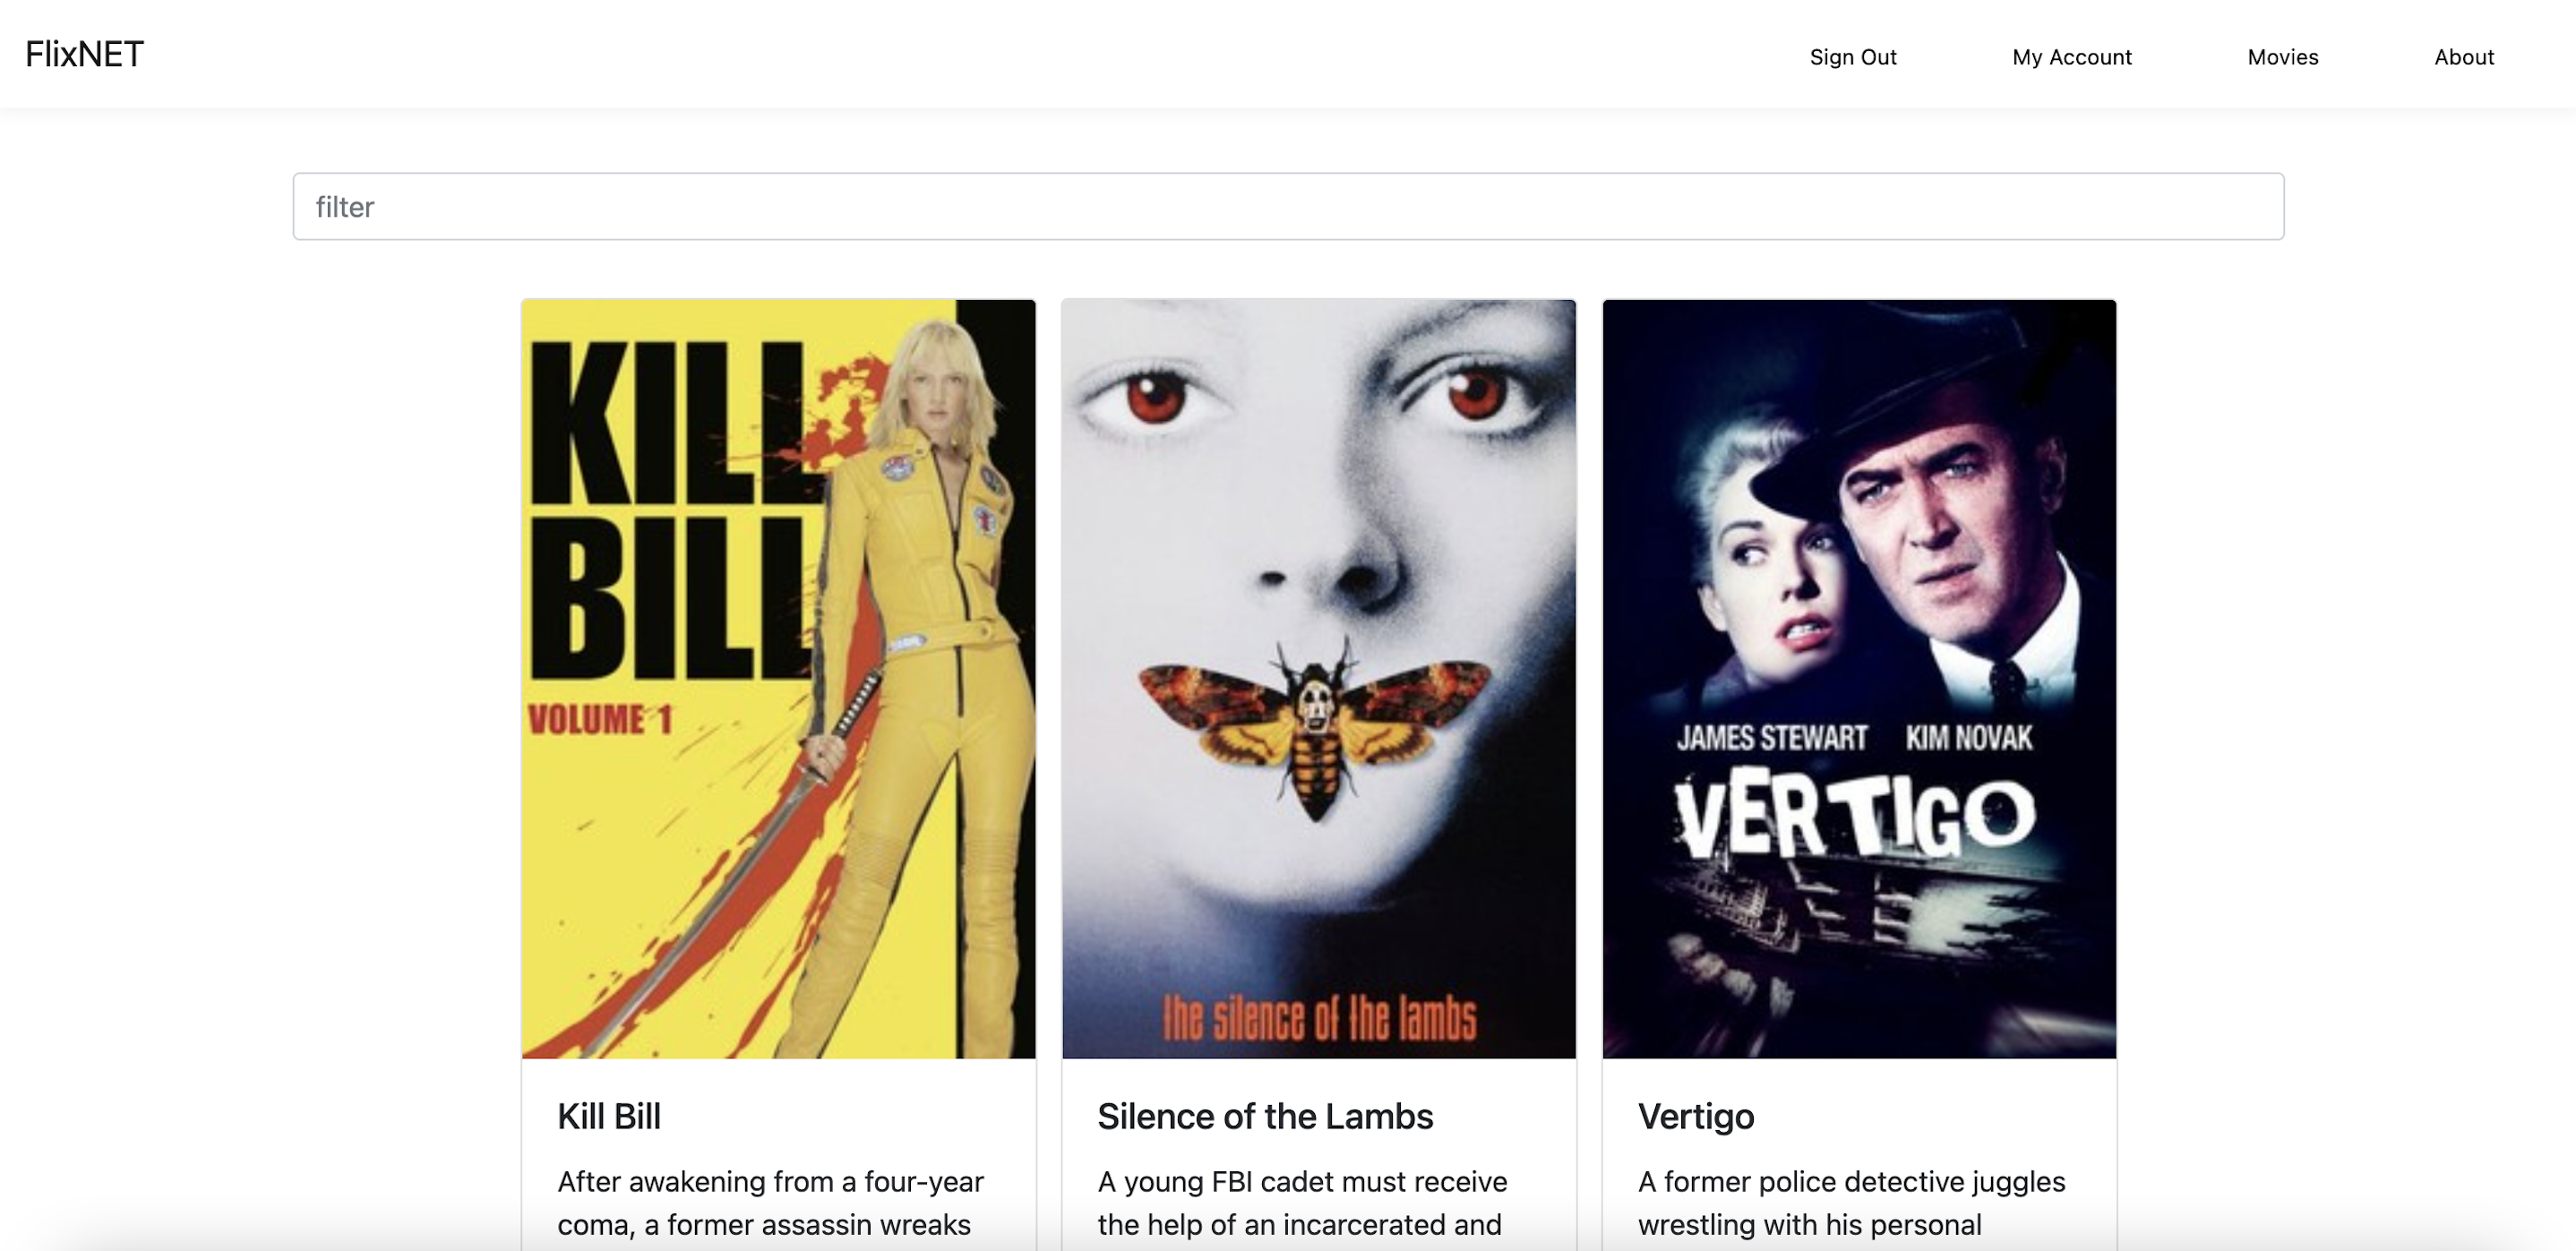 FlixNET
Sign Out
My Account
Movies
About
filter
KILL
BILL
VOLUME 1
the silence of the lambs
JAMES STEWART KIM NOVAK
VERTIGO
Kill Bill
After awakening from a four-year
coma, a former assassin wreaks
Silence of the Lambs
A young FBI cadet must receive
the help of an incarcerated and
Vertigo
A former police detective juggles
wrestling with his personal